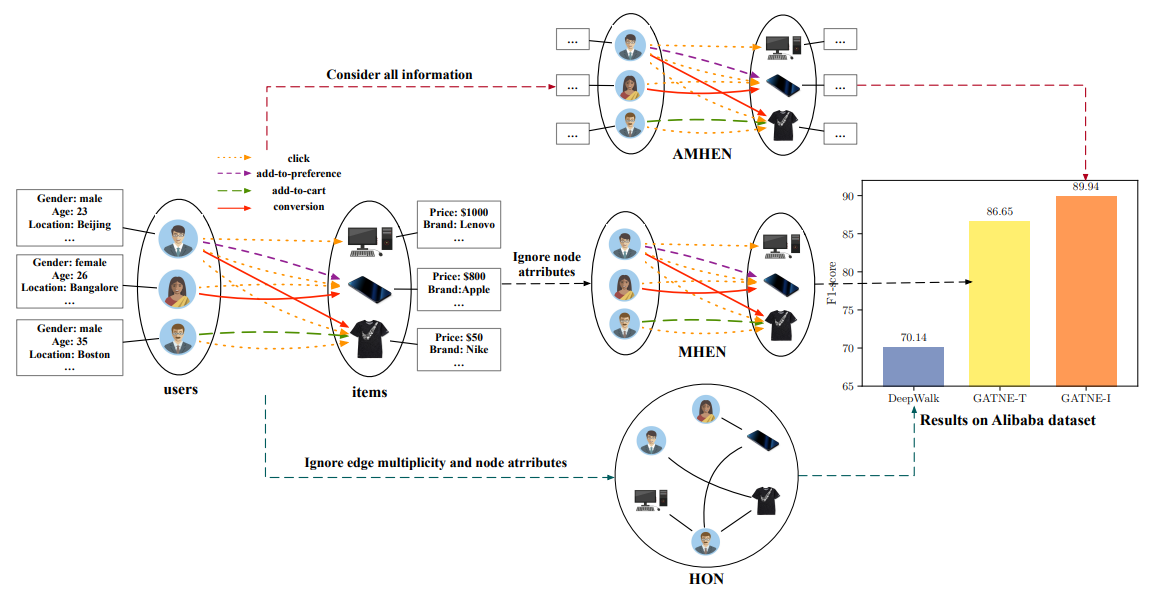 ...
...
...
...
...
...
AMHEN
Consider all information
click
add-to-preference
add-to-cart
conversion
Gender: male
Age: 23
Location: Beijing
...
Gender: female
Age: 26
Location: Bangalore
...
Gender: male
Age: 35
Location: Boston
...
users
Price: $1000
Brand: Lenovo
...
Price: $800
Brand:Apple
...
Price: $50
Brand: Nike
...
items
Ignore node
atrributes
MHEN
Ignore edge multiplicity and node atrributes
HON
F1-score
90
85
80
75
70
65
70.14
86.65
89.94
DeepWalk
GATNE-T
GATNE-I
Results on Alibaba dataset